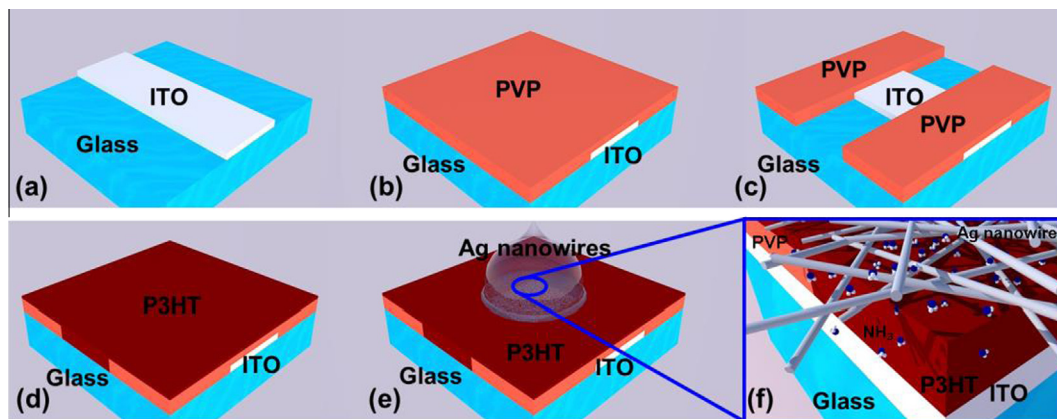 ITO
Glass
(a)
PVP
Glass
ITO
(b)
PVP
ITO
PVP
Glass
(c)
P3HT
Glass
ITO
(d)
Ag nanowires
P3HT
Glass
ITO
(e)
PVP
Ag nanowire
NH₃
P3HT
ITO
Glass
(f)